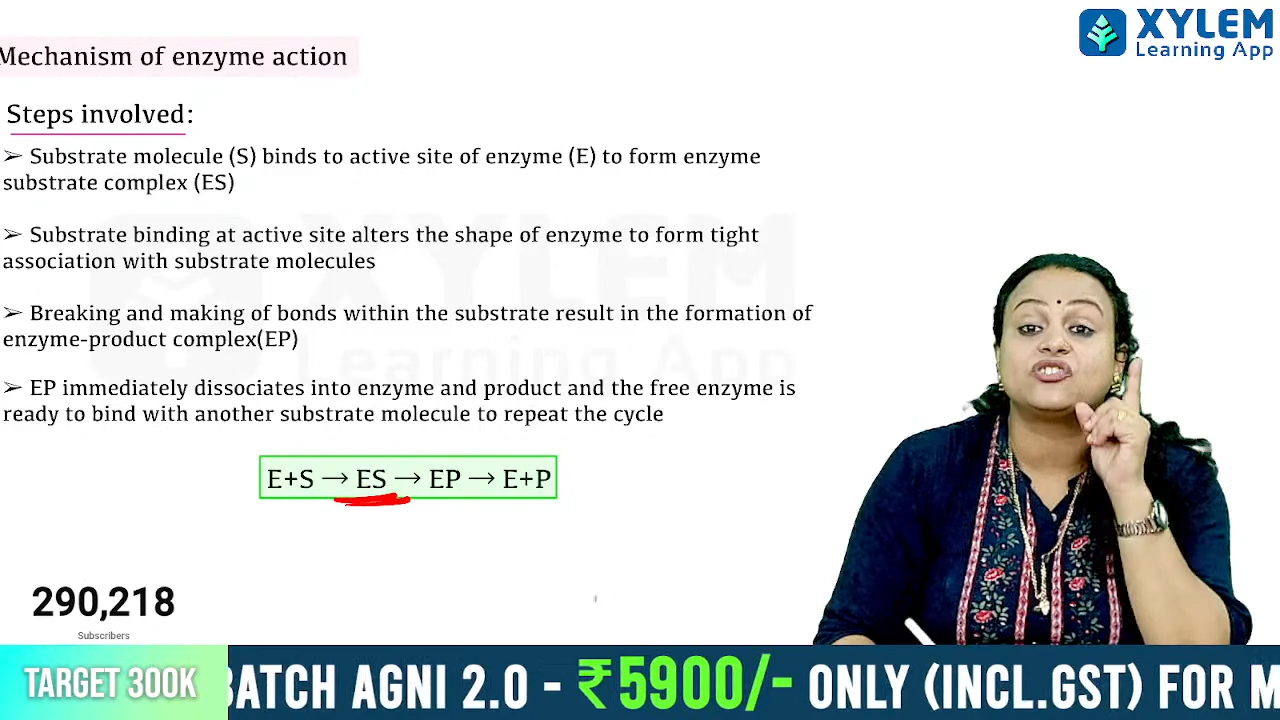 XYLEM
Learning App
Mechanism of enzyme action
Steps involved:
➢ Substrate molecule (S) binds to active site of enzyme (E) to form enzyme
substrate complex (ES)
➢ Substrate binding at active site alters the shape of enzyme to form tight
association with substrate molecules
➢ Breaking and making of bonds within the substrate result in the formation of
enzyme-product complex(EP)
➢ EP immediately dissociates into enzyme and product and the free enzyme is
ready to bind with another substrate molecule to repeat the cycle
E+S → ES → EP → E+P
XYLEM
Learning App
290,218
Subscribers
TARGET 300K
BATCH AGNI 2.0 - ₹5900/- ONLY (INCL.GST) FOR M